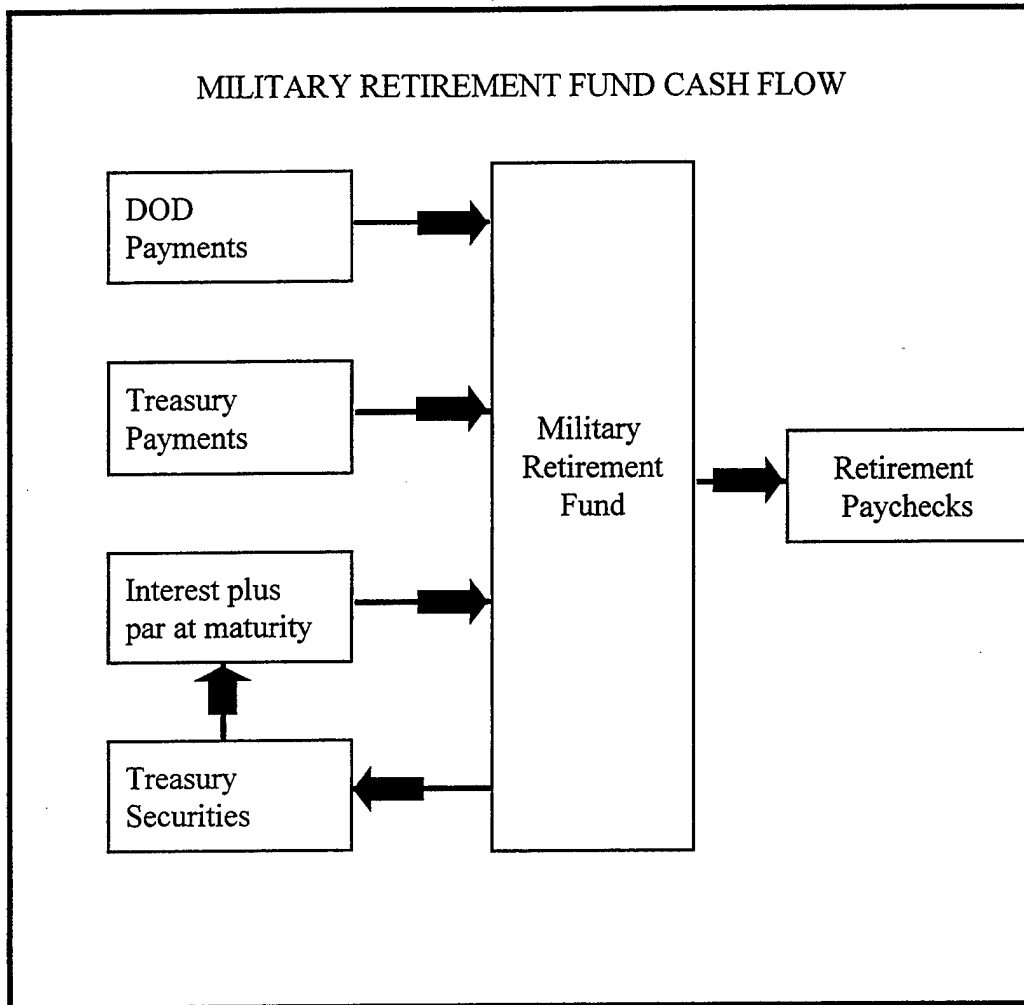 MILITARY RETIREMENT FUND CASH FLOW
DOD
Payments
Treasury
Payments
Interest plus
par at maturity
Treasury
Securities
Military
Retirement
Fund
Retirement
Paychecks